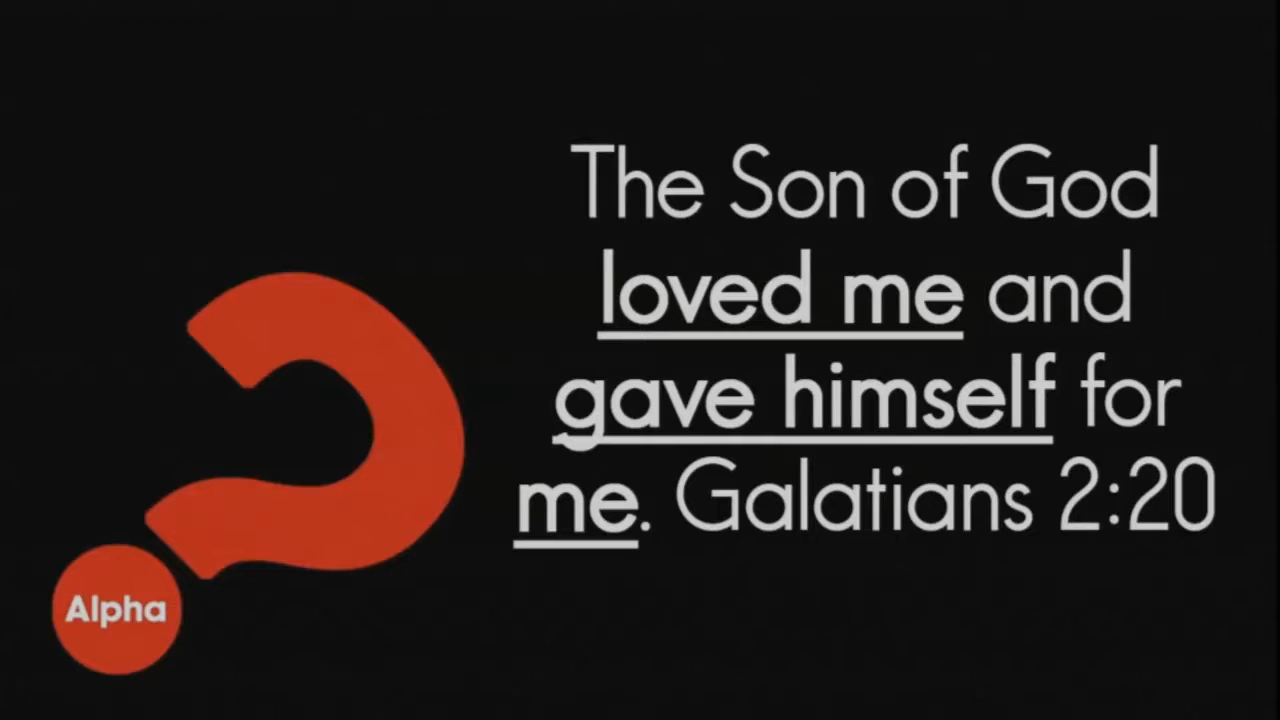 The Son of God
loved me and
gave himself for
me. Galatians 2:20
Alpha